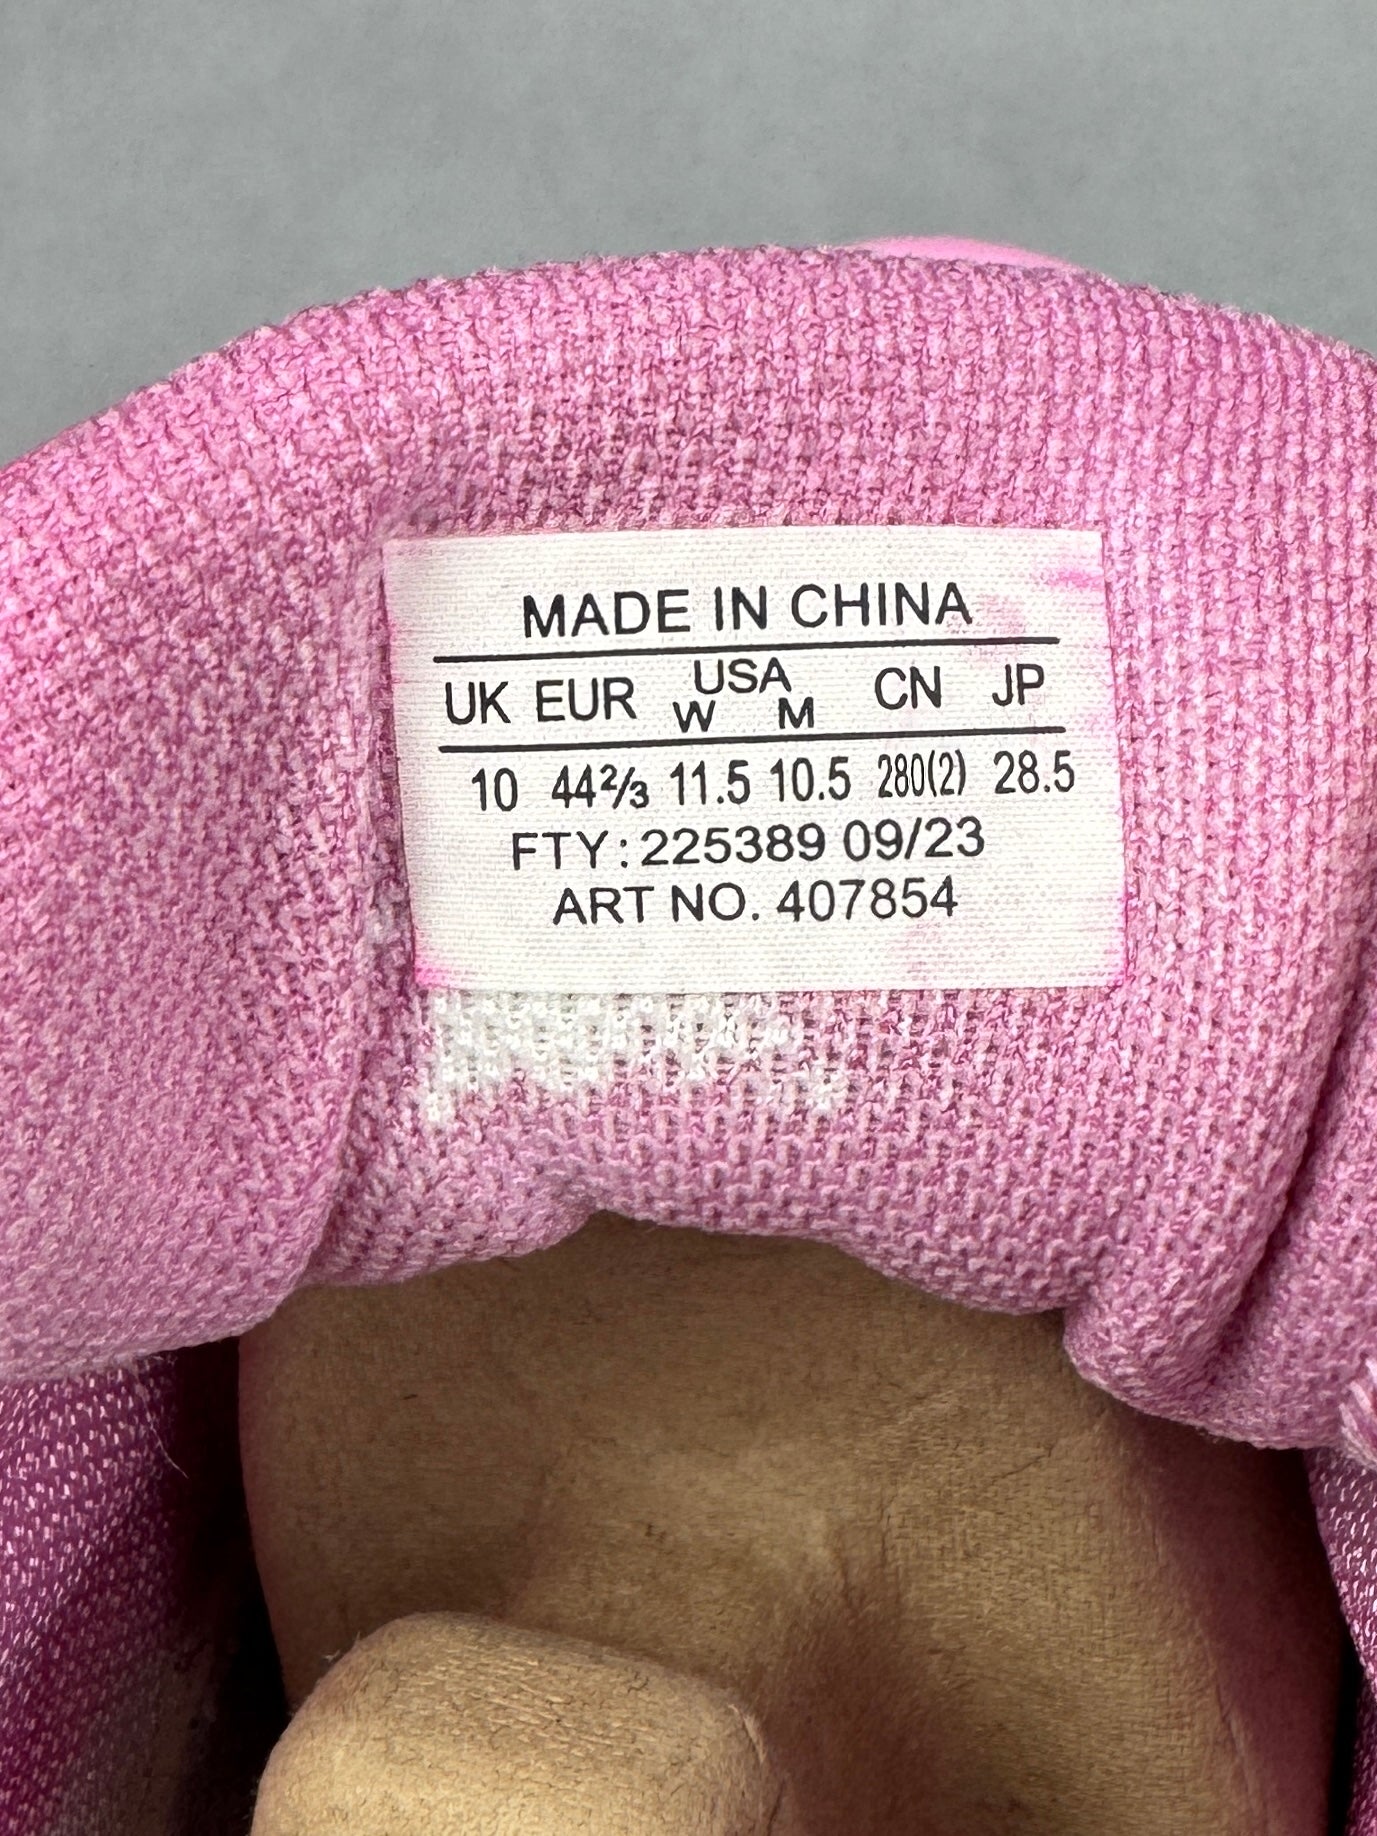 MADE IN CHINA
UK EUR USA W M CN JP
10 44⅔ 11.5 10.5 280(2) 28.5
FTY: 225389 09/23
ART NO. 407854